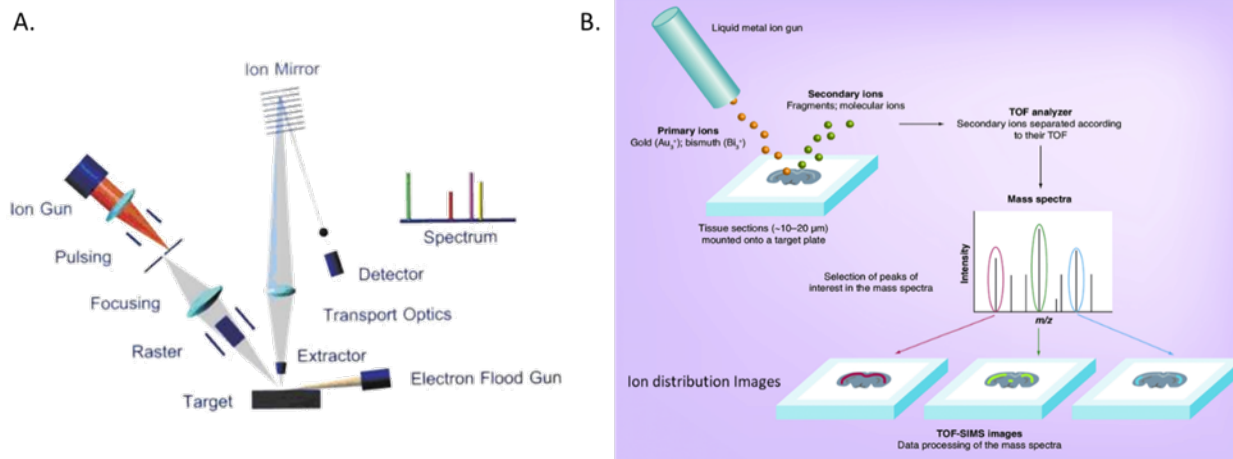 A.
Ion Mirror
Ion Gun
Pulsing
Focusing
Raster
Target
Spectrum
Detector
Transport Optics
Extractor
Electron Flood Gun
B.
Liquid metal ion gun
Primary ions
Gold (Au₃⁺); bismuth (Bi₃⁺)
Secondary ions
Fragments; molecular ions
TOF analyzer
Secondary ions separated according
to their TOF
Tissue sections (~10–20 μm)
mounted onto a target plate
Mass spectra
Intensity
m/z
Selection of peaks of
interest in the mass spectra
Ion distribution Images
TOF-SIMS images
Data processing of the mass spectra